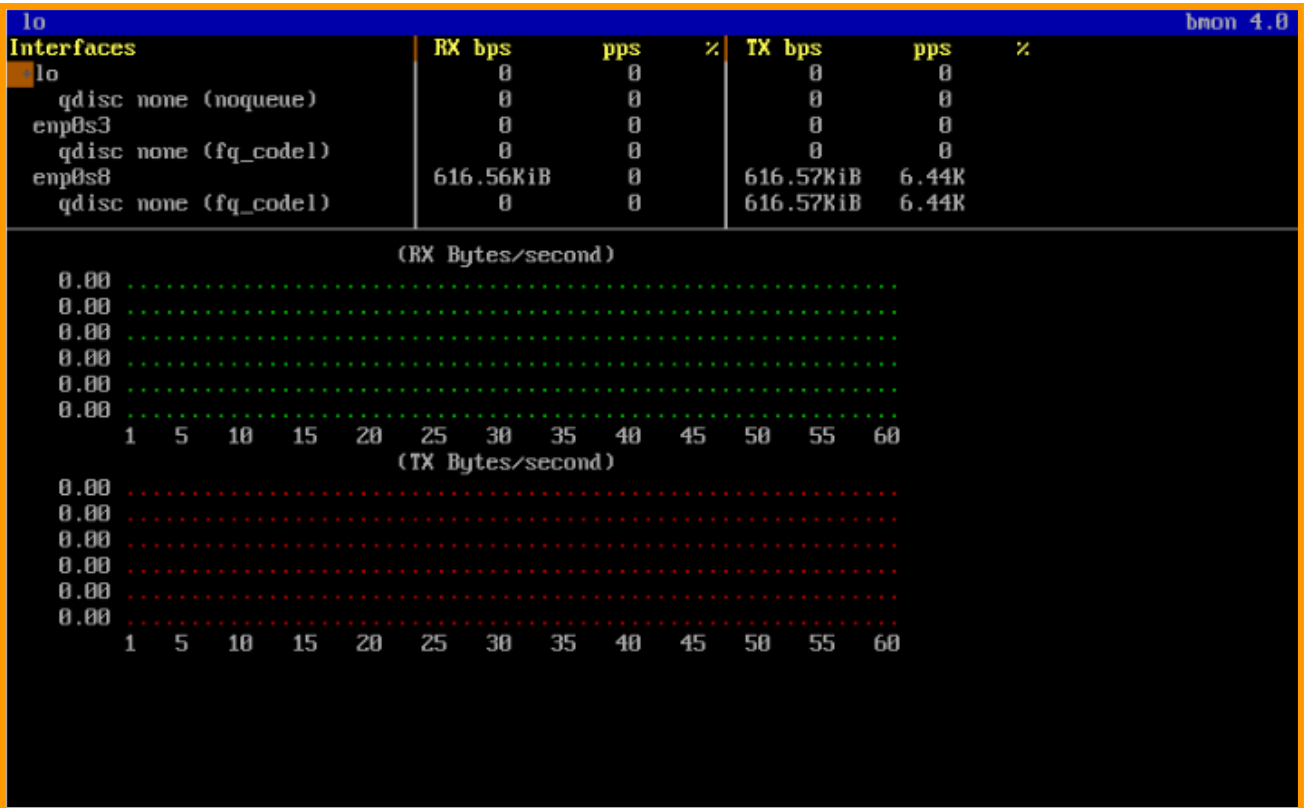 lo bmon 4.0
Interfaces RX bps pps % TX bps pps %
lo 0 0 0 0
qdisc none (noqueue) 0 0 0 0
enp0s3 0 0 0 0
qdisc none (fq_codel) 0 0 0 0
enp0s8 616.56KiB 0 616.57KiB 6.44K
qdisc none (fq_codel) 0 0 616.57KiB 6.44K
(RX Bytes/second)
0.00
0.00
0.00
0.00
0.00
0.00
1 5 10 15 20 25 30 35 40 45 50 55 60
(TX Bytes/second)
0.00
0.00
0.00
0.00
0.00
0.00
1 5 10 15 20 25 30 35 40 45 50 55 60